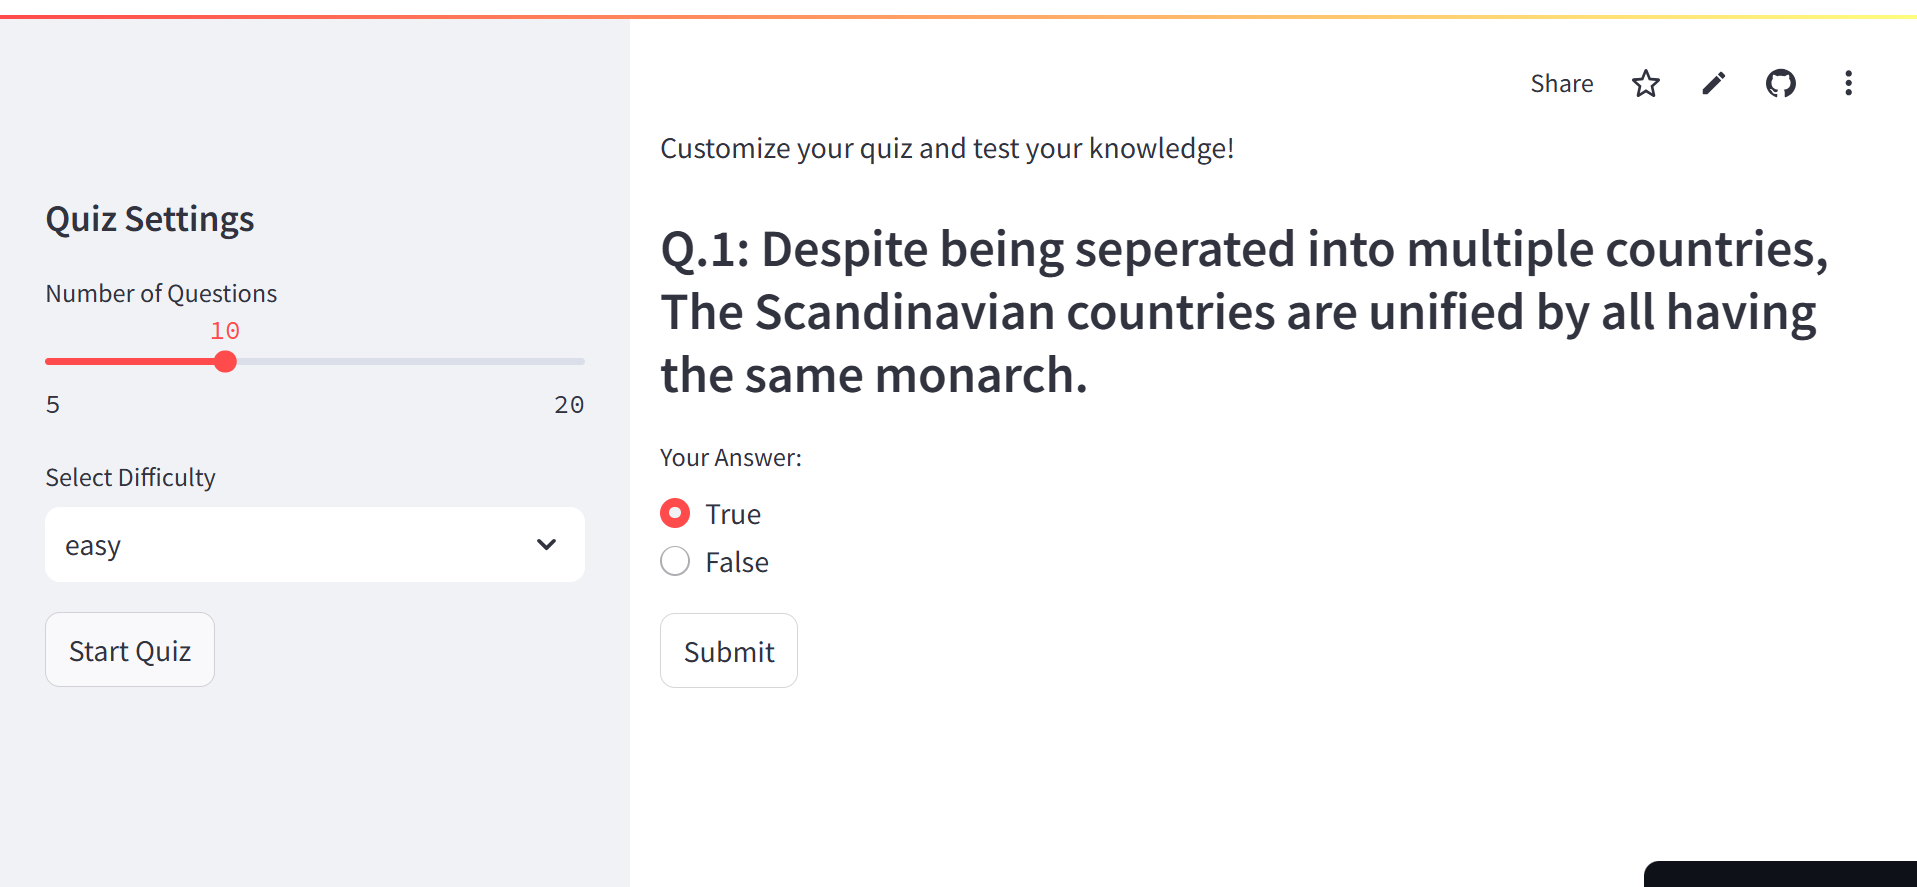 Share
Customize your quiz and test your knowledge!
Quiz Settings
Number of Questions
10
5
20
Select Difficulty
easy
Start Quiz
Q.1: Despite being seperated into multiple countries,
The Scandinavian countries are unified by all having
the same monarch.
Your Answer:
True
False
Submit